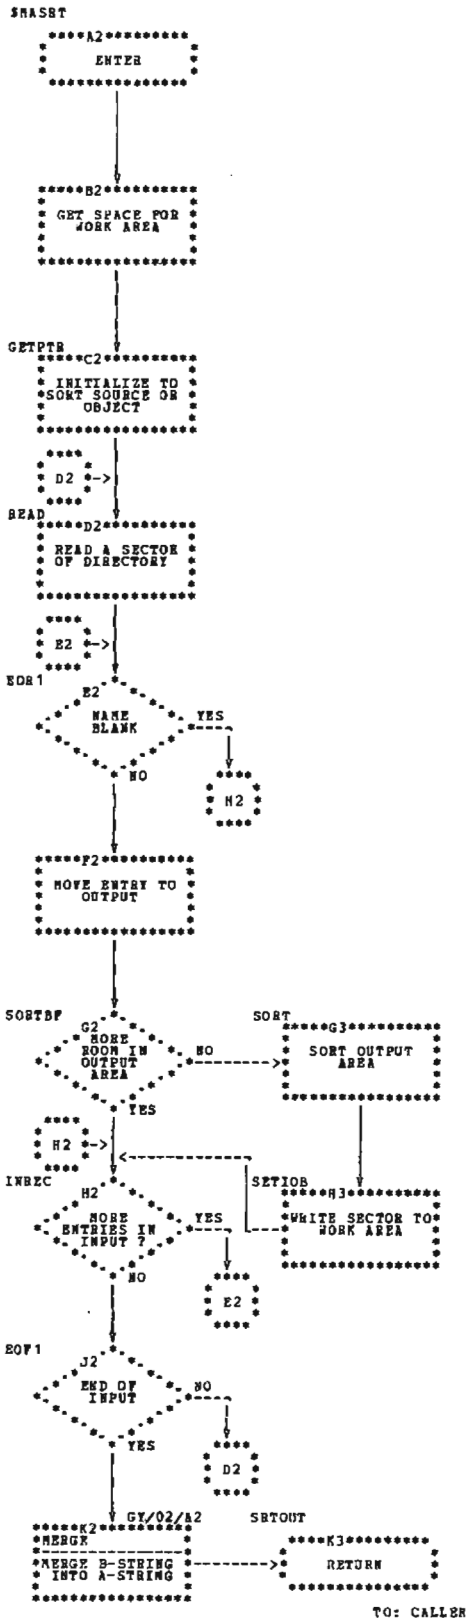 $MASRT
A2
ENTER
B2
GET SPACE FOR
WORK AREA
GETPTR
C2
INITIALIZE TO
SORT SOURCE OR
OBJECT
D2
READ
D2
READ A SECTOR
OF DIRECTORY
E2
EOR1
E2
NAME
BLANK
YES
H2
NO
F2
MOVE ENTRY TO
OUTPUT
SORTBF
G2
MORE
ROOM IN
OUTPUT
AREA
NO
SORT
G3
SORT OUTPUT
AREA
YES
H2
INREC
H2
MORE
ENTRIES IN
INPUT ?
YES
SETIOB
H3
WRITE SECTOR TO
WORK AREA
E2
NO
EOF1
J2
END OF
INPUT
NO
D2
YES
GY/02/A2
K2
MERGE
MERGE B-STRING
INTO A-STRING
SRTOUT
K3
RETURN
TO: CALLER